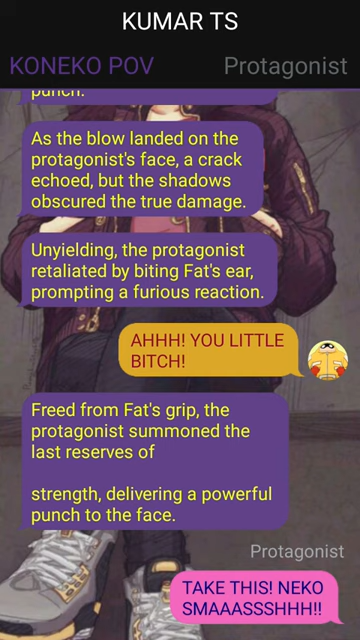 KUMAR TS
KONEKO POV
Protagonist
punch.
As the blow landed on the
protagonist's face, a crack
echoed, but the shadows
obscured the true damage.
Unyielding, the protagonist
retaliated by biting Fat's ear,
prompting a furious reaction.
AHHH! YOU LITTLE
BITCH!
Freed from Fat's grip, the
protagonist summoned the
last reserves of
strength, delivering a powerful
punch to the face.
Protagonist
TAKE THIS! NEKO
SMAAASSSHHH!!